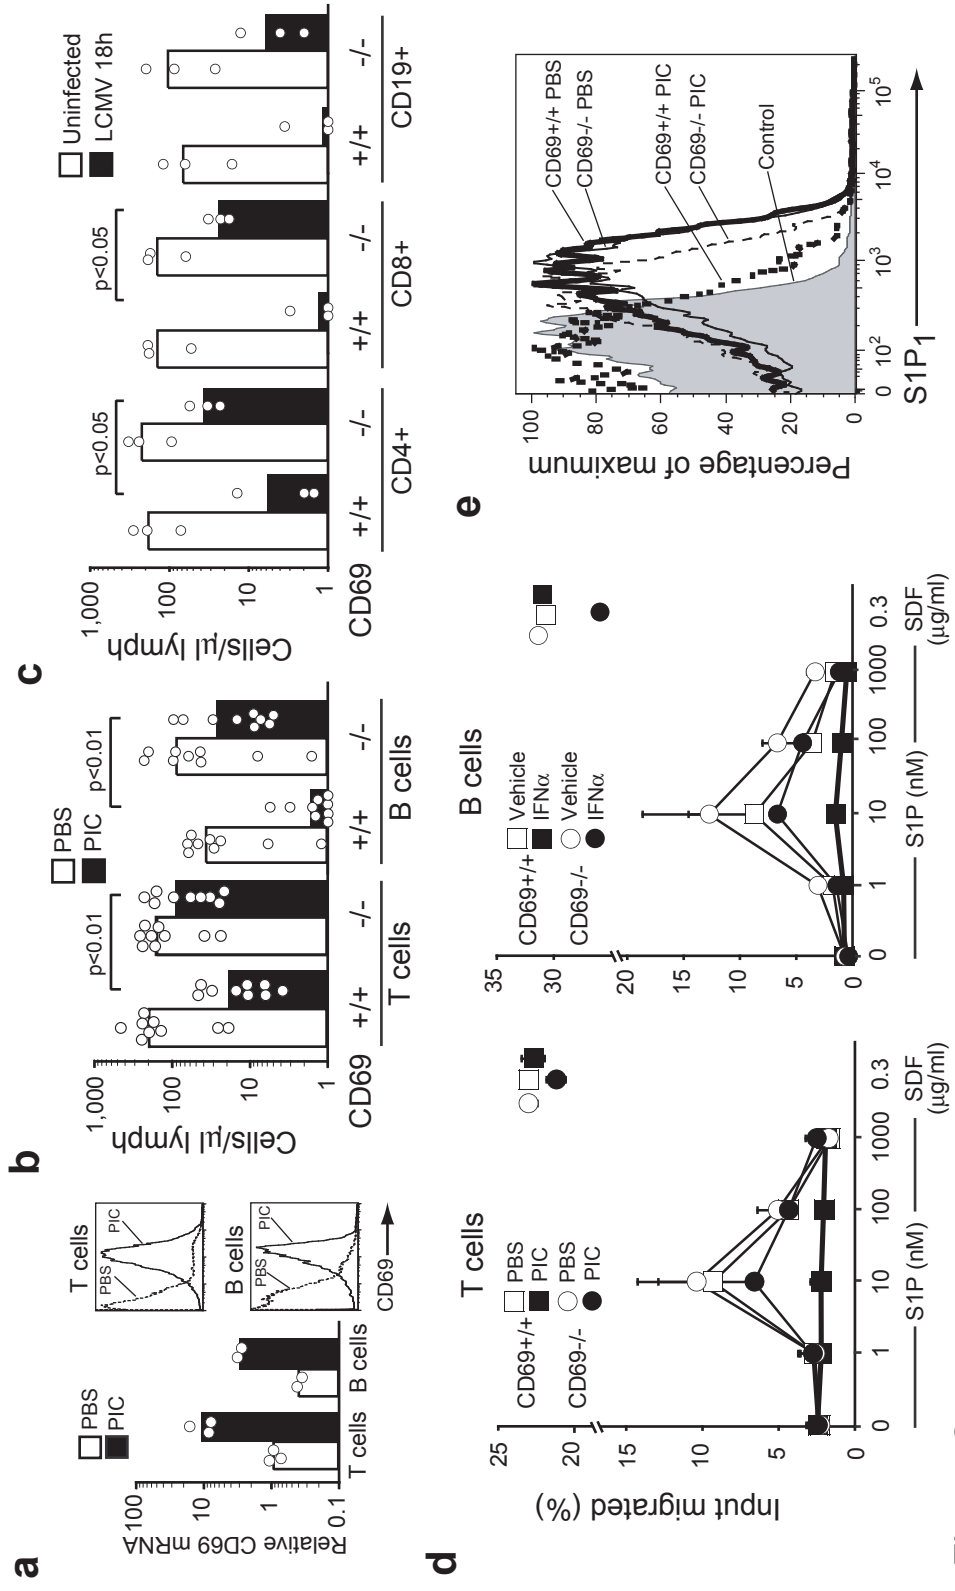 a
PBS
PIC
Relative CD69 mRNA
100
10
1
0.1
T cells
B cells
T cells
PBS
PIC
B cells
PBS
PIC
CD69
b
PBS
PIC
Cells/μl lymph
1,000
100
10
1
p<0.01
p<0.01
CD69
+/+
-/-
+/+
-/-
T cells
B cells
c
Uninfected
LCMV 18h
Cells/μl lymph
1,000
100
10
1
p<0.05
p<0.05
CD69
+/+
-/-
+/+
-/-
+/+
-/-
CD4+
CD8+
CD19+
d
T cells
CD69+/+
PBS
PIC
CD69-/-
PBS
PIC
Input migrated (%)
25
20
10
5
0
0
1
10
100
1000
0.3
S1P (nM)
SDF
(μg/ml)
B cells
CD69+/+
Vehicle
IFNα
CD69-/-
Vehicle
IFNα
35
30
25
20
15
10
5
0
0
1
10
100
1000
0.3
S1P (nM)
SDF
(μg/ml)
e
Percentage of maximum
100
80
60
40
20
0
CD69+/+ PBS
CD69-/- PBS
CD69+/+ PIC
CD69-/- PIC
Control
0
10²
10³
10⁴
10⁵
S1P₁